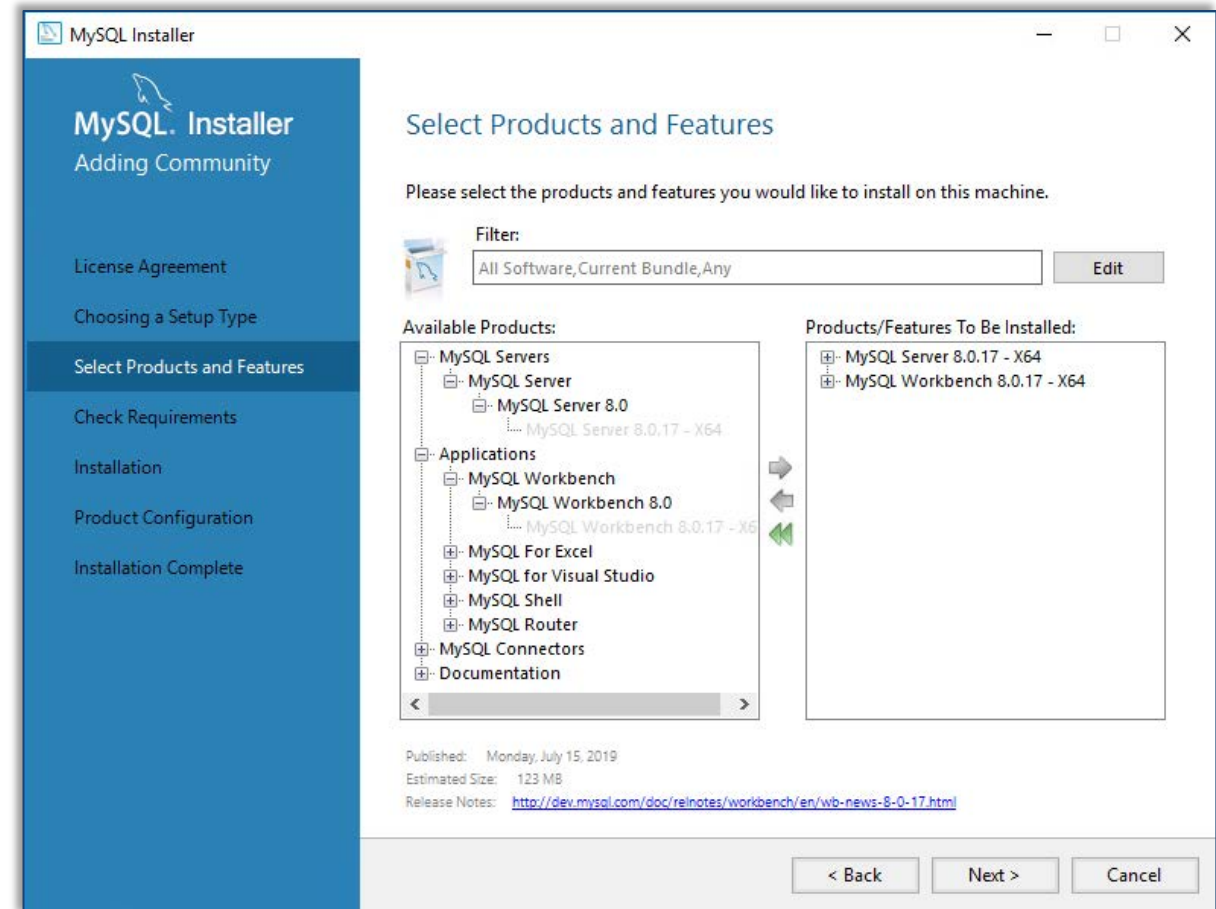 MySQL Installer
MySQL. Installer
Adding Community
License Agreement
Choosing a Setup Type
Select Products and Features
Check Requirements
Installation
Product Configuration
Installation Complete
Select Products and Features
Please select the products and features you would like to install on this machine.
Filter:
All Software,Current Bundle,Any
Edit
Available Products:
MySQL Servers
MySQL Server
MySQL Server 8.0
MySQL Server 8.0.17 - X64
Applications
MySQL Workbench
MySQL Workbench 8.0
MySQL Workbench 8.0.17 - X6
MySQL For Excel
MySQL for Visual Studio
MySQL Shell
MySQL Router
MySQL Connectors
Documentation
Products/Features To Be Installed:
MySQL Server 8.0.17 - X64
MySQL Workbench 8.0.17 - X64
Published: Monday, July 15, 2019
Estimated Size: 123 MB
Release Notes: http://dev.mysql.com/doc/relnotes/workbench/en/wb-news-8-0-17.html
< Back
Next >
Cancel